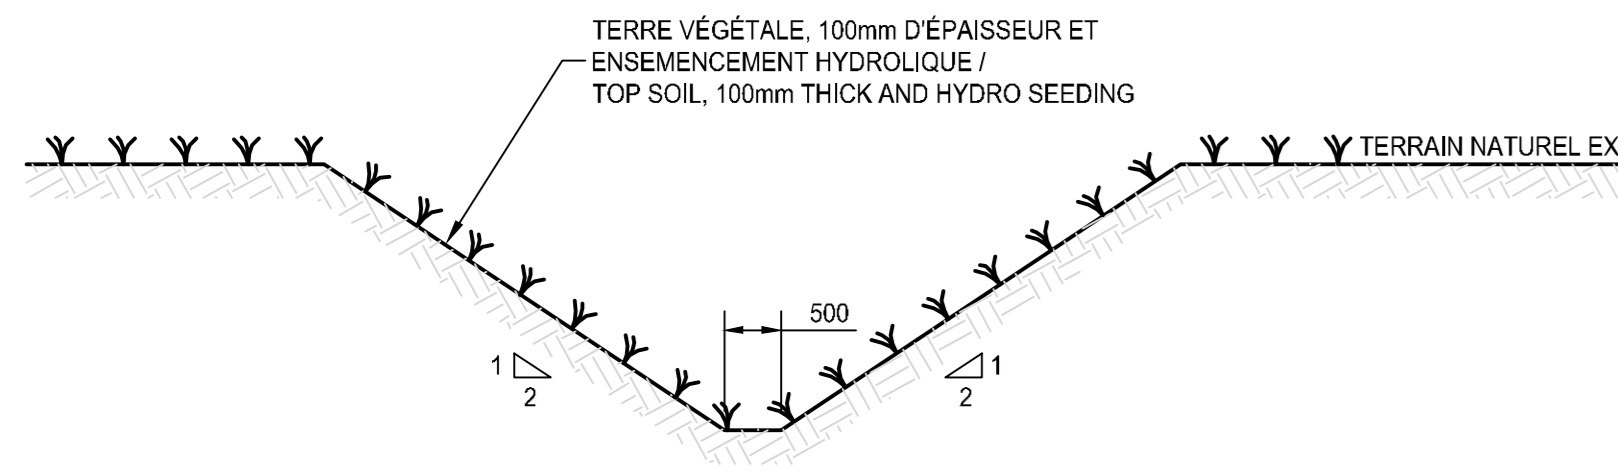 TERRE VÉGÉTALE, 100mm D'ÉPAISSEUR ET
ENSEMENCEMENT HYDROLIQUE /
TOP SOIL, 100mm THICK AND HYDRO SEEDING
TERRAIN NATUREL EX
500
1
2
1
2